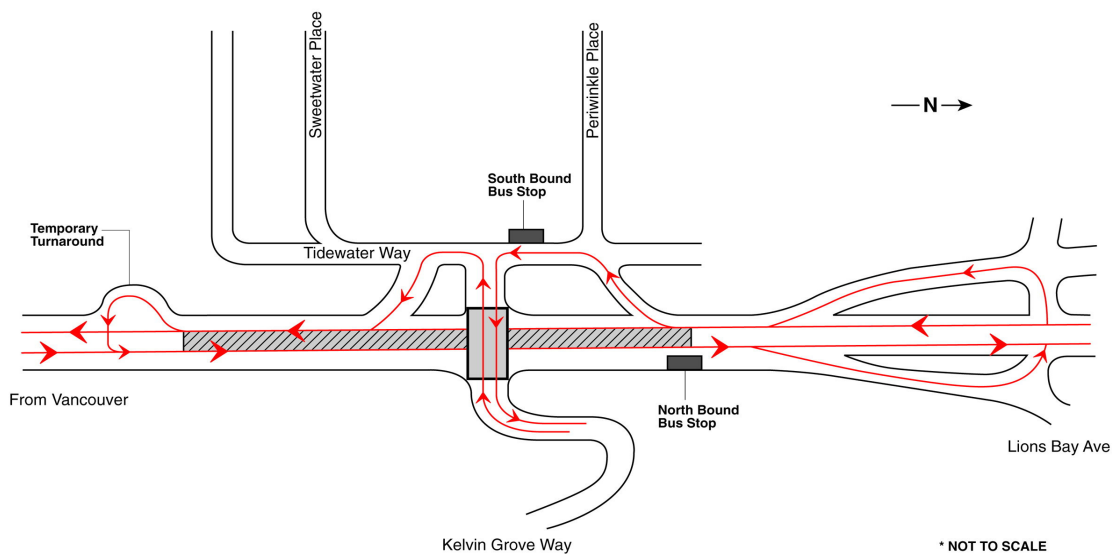 Sweetwater Place
Periwinkle Place
N
South Bound
Bus Stop
Temporary
Turnaround
Tidewater Way
From Vancouver
North Bound
Bus Stop
Lions Bay Ave
Kelvin Grove Way
* NOT TO SCALE